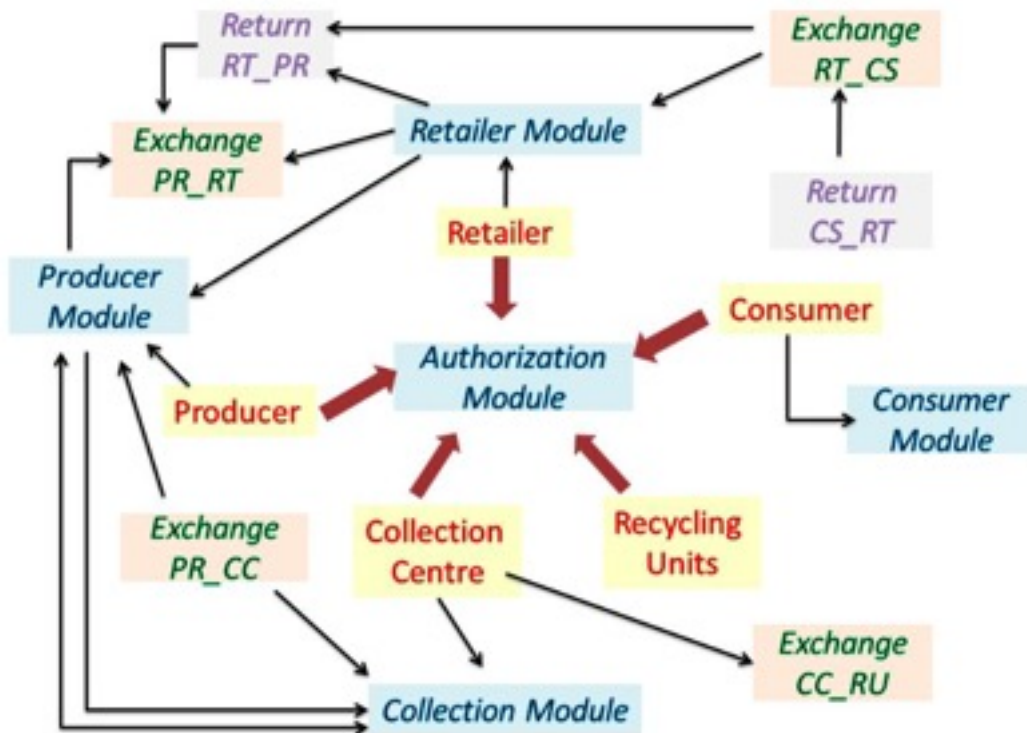 Return
RT_PR
Exchange
RT_CS
Retailer Module
Exchange
PR_RT
Return
CS_RT
Retailer
Producer
Module
Consumer
Authorization
Module
Producer
Consumer
Module
Exchange
PR_CC
Collection
Centre
Recycling
Units
Exchange
CC_RU
Collection Module